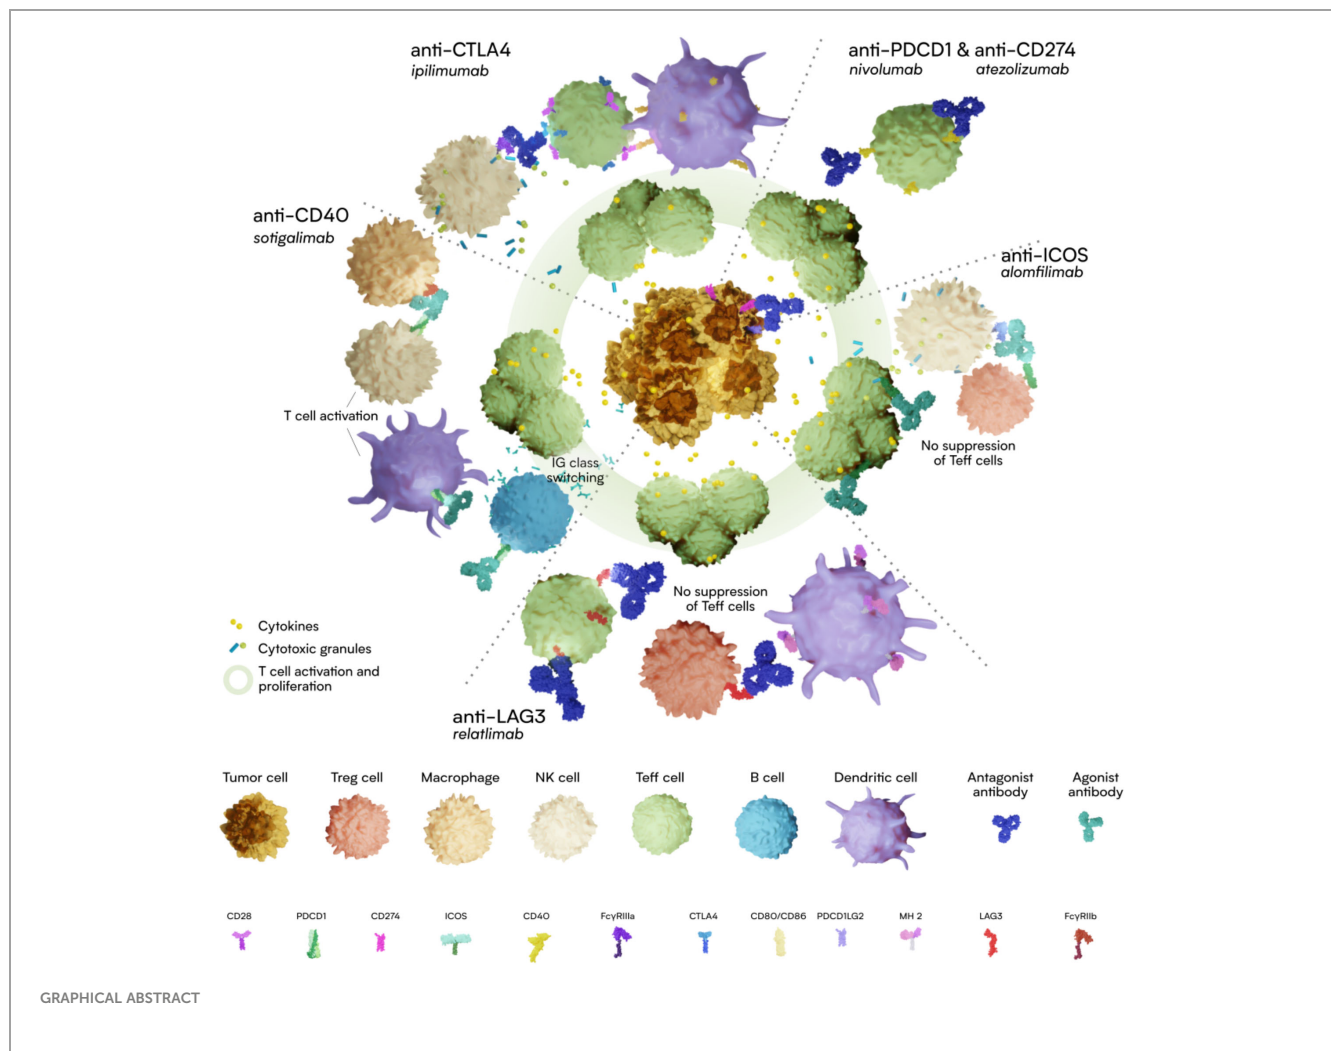 anti-CTLA4
ipilimumab
anti-PDCD1 & anti-CD274
nivolumab atezolizumab
anti-CD40
sotigalimab
anti-ICOS
alomfilimab
T cell activation
No suppression
of Teff cells
IG class
switching
No suppression
of Teff cells
Cytokines
Cytotoxic granules
T cell activation and
proliferation
anti-LAG3
relatlimab
Tumor cell Treg cell Macrophage NK cell Teff cell B cell Dendritic cell
Antagonist
antibody
Agonist
antibody
CD28 PDCD1 CD274 ICOS CD40 FcγRIIIa CTLA4 CD80/CD86 PDCD1LG2 MH 2 LAG3 FcγRIIb
GRAPHICAL ABSTRACT